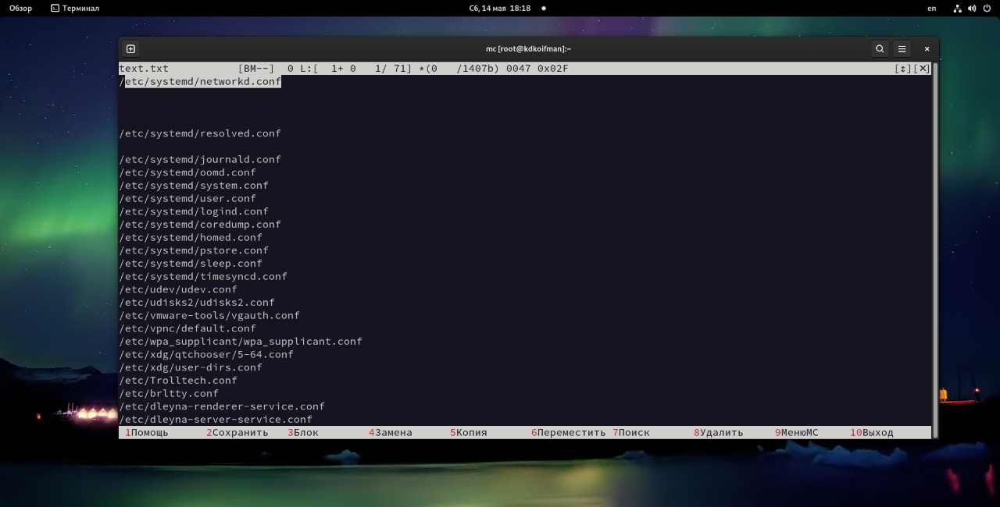 Обзор Терминал Сб, 14 мая 18:18 en
mc [root@kdkoifman]:~
text.txt [BM--] 0 L:[ 1+ 0 1/ 71] *(0 /1407b) 0047 0x02F [↕][✕]
/etc/systemd/networkd.conf
/etc/systemd/resolved.conf
/etc/systemd/journald.conf
/etc/systemd/oomd.conf
/etc/systemd/system.conf
/etc/systemd/user.conf
/etc/systemd/logind.conf
/etc/systemd/coredump.conf
/etc/systemd/homed.conf
/etc/systemd/pstore.conf
/etc/systemd/sleep.conf
/etc/systemd/timesyncd.conf
/etc/udev/udev.conf
/etc/udisks2/udisks2.conf
/etc/vmware-tools/vgauth.conf
/etc/vpnc/default.conf
/etc/wpa_supplicant/wpa_supplicant.conf
/etc/xdg/qtchooser/5-64.conf
/etc/xdg/user-dirs.conf
/etc/Trolltech.conf
/etc/brltty.conf
/etc/dleyna-renderer-service.conf
/etc/dleyna-server-service.conf
1Помощь 2Сохранить 3Блок 4Замена 5Копия 6Переместить 7Поиск 8Удалить 9МенюМС 10Выход